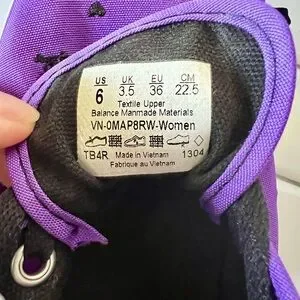 US UK EU CM
6 3.5 36 22.5
Textile Upper
Balance Manmade Materials
VN-0MAP8RW-Women
TB4R Made in Vietnam 1304
Fabriqué au Vietnam